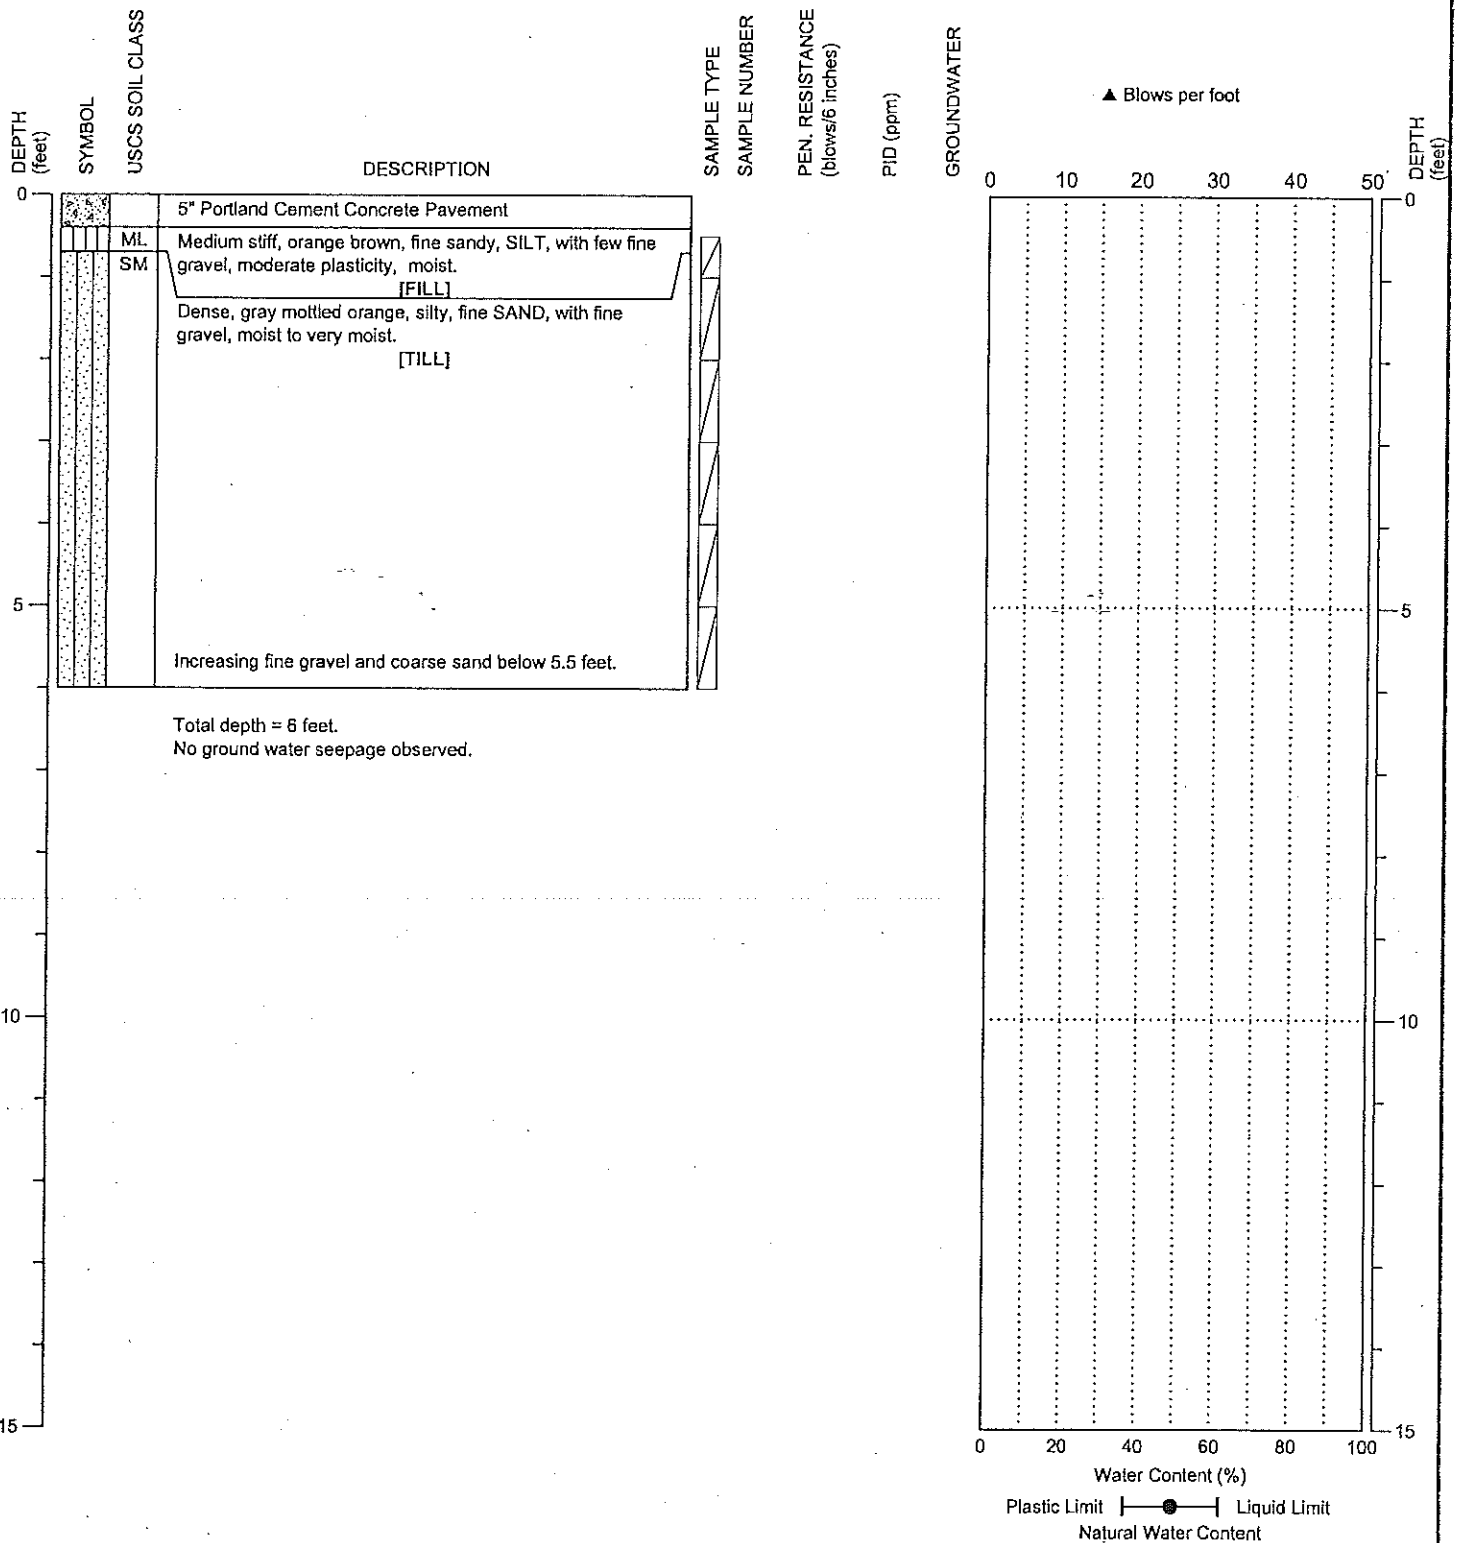 DEPTH
(feet)
SYMBOL
USCS SOIL CLASS
DESCRIPTION
SAMPLE TYPE
SAMPLE NUMBER
PEN. RESISTANCE
(blows/6 inches)
PID (ppm)
GROUNDWATER
▲ Blows per foot
DEPTH
(feet)
0 10 20 30 40 50
0
0
5" Portland Cement Concrete Pavement
ML
Medium stiff, orange brown, fine sandy, SILT, with few fine
gravel, moderate plasticity, moist.
[FILL]
SM
Dense, gray mottled orange, silty, fine SAND, with fine
gravel, moist to very moist.
[TILL]
5
5
Increasing fine gravel and coarse sand below 5.5 feet.
Total depth = 6 feet.
No ground water seepage observed.
10
10
15
15
0 20 40 60 80 100
Water Content (%)
Plastic Limit Liquid Limit
Natural Water Content